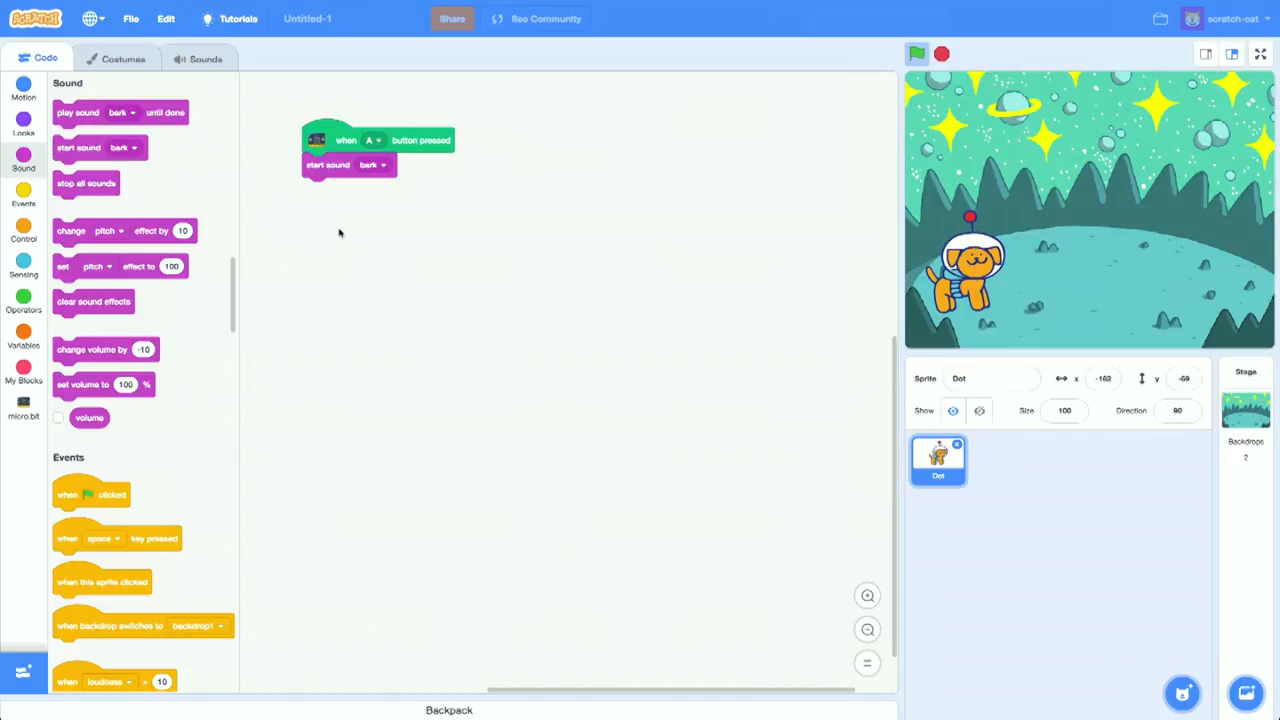 SCRATCH File Edit Tutorials Untitled-1 Share See Community scratch-cat
Code Costumes Sounds
Motion
Looks
Sound
Events
Control
Sensing
Operators
Variables
My Blocks
micro:bit
Sound
play sound bark until done
start sound bark
stop all sounds
change pitch effect by 10
set pitch effect to 100
clear sound effects
change volume by -10
set volume to 100 %
volume
Events
when clicked
when space key pressed
when this sprite clicked
when backdrop switches to backdrop1
when loudness > 10
when A button pressed
start sound bark
Sprite Dot x -162 y -69
Show Size 100 Direction 90
Dot
Stage
Backdrops
2
Backpack